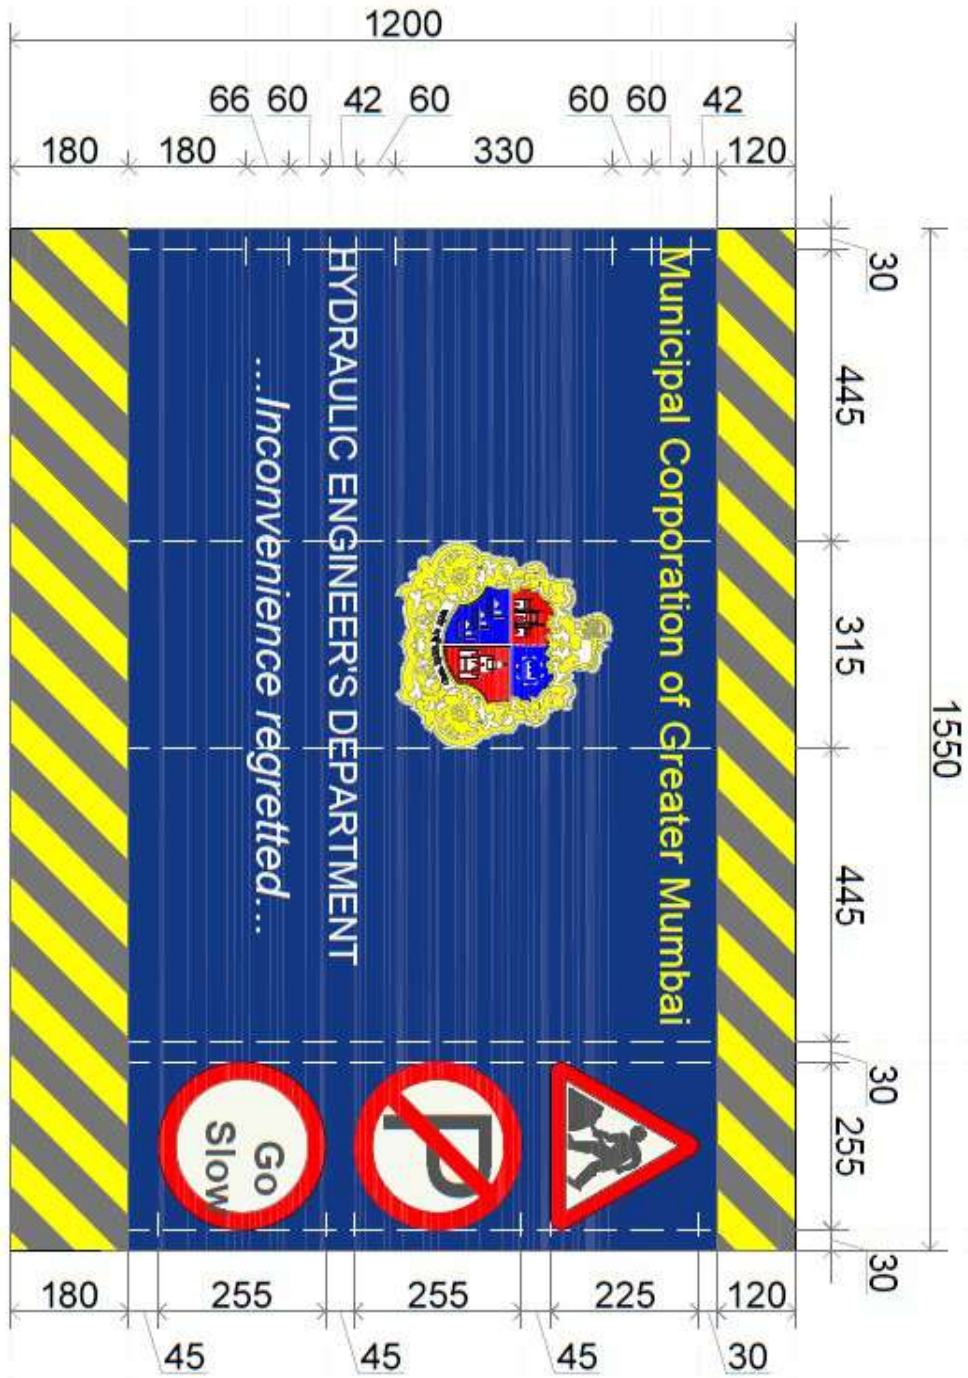 1200
66 60 42 60 60 60 42
180 180 330 120
Municipal Corporation of Greater Mumbai
HYDRAULIC ENGINEER'S DEPARTMENT
....Inconvenience regretted...
P
Go
Slow
30
445
315
445
30
255
30
1550
180 255 255 225 120
45 45 45 30